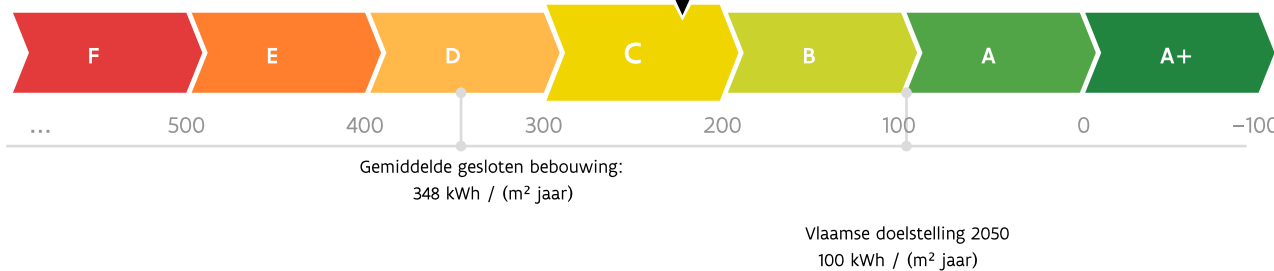 F E D C B A A+
... 500 400 300 200 100 0 −100
Gemiddelde gesloten bebouwing:
348 kWh / (m² jaar)
Vlaamse doelstelling 2050
100 kWh / (m² jaar)